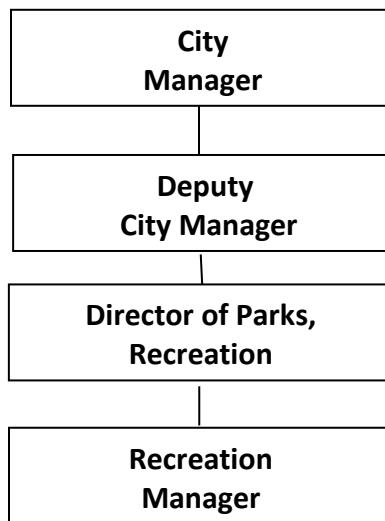 City
Manager
Deputy
City Manager
Director of Parks,
Recreation
Recreation
Manager